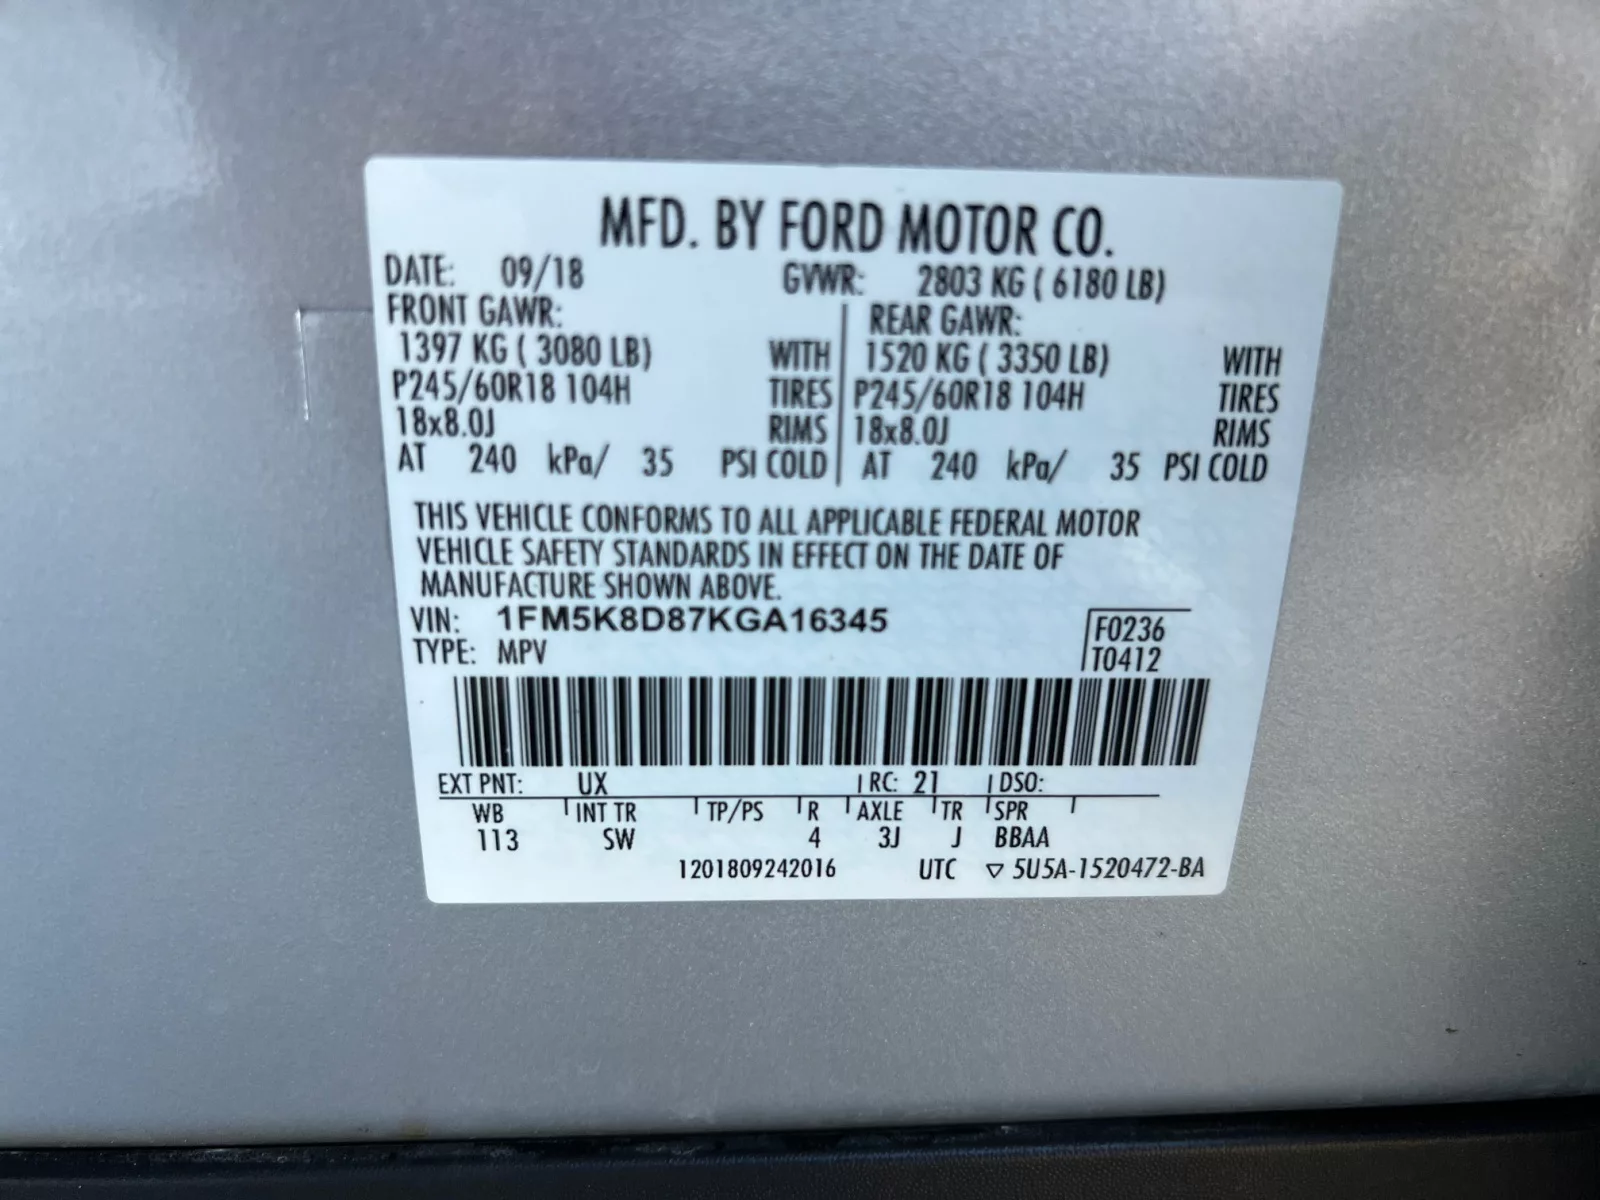 MFD. BY FORD MOTOR CO.
DATE: 09/18 GVWR: 2803 KG ( 6180 LB)
FRONT GAWR: REAR GAWR:
1397 KG ( 3080 LB) WITH 1520 KG ( 3350 LB) WITH
P245/60R18 104H TIRES P245/60R18 104H TIRES
18x8.0J RIMS 18x8.0J RIMS
AT 240 kPa/ 35 PSI COLD AT 240 kPa/ 35 PSI COLD
THIS VEHICLE CONFORMS TO ALL APPLICABLE FEDERAL MOTOR
VEHICLE SAFETY STANDARDS IN EFFECT ON THE DATE OF
MANUFACTURE SHOWN ABOVE.
VIN: 1FM5K8D87KGA16345 F0236
TYPE: MPV T0412
EXT PNT: UX RC: 21 DSO:
WB INT TR TP/PS R AXLE TR SPR
113 SW 4 3J J BBAA
1201809242016 UTC ▽ 5U5A-1520472-BA